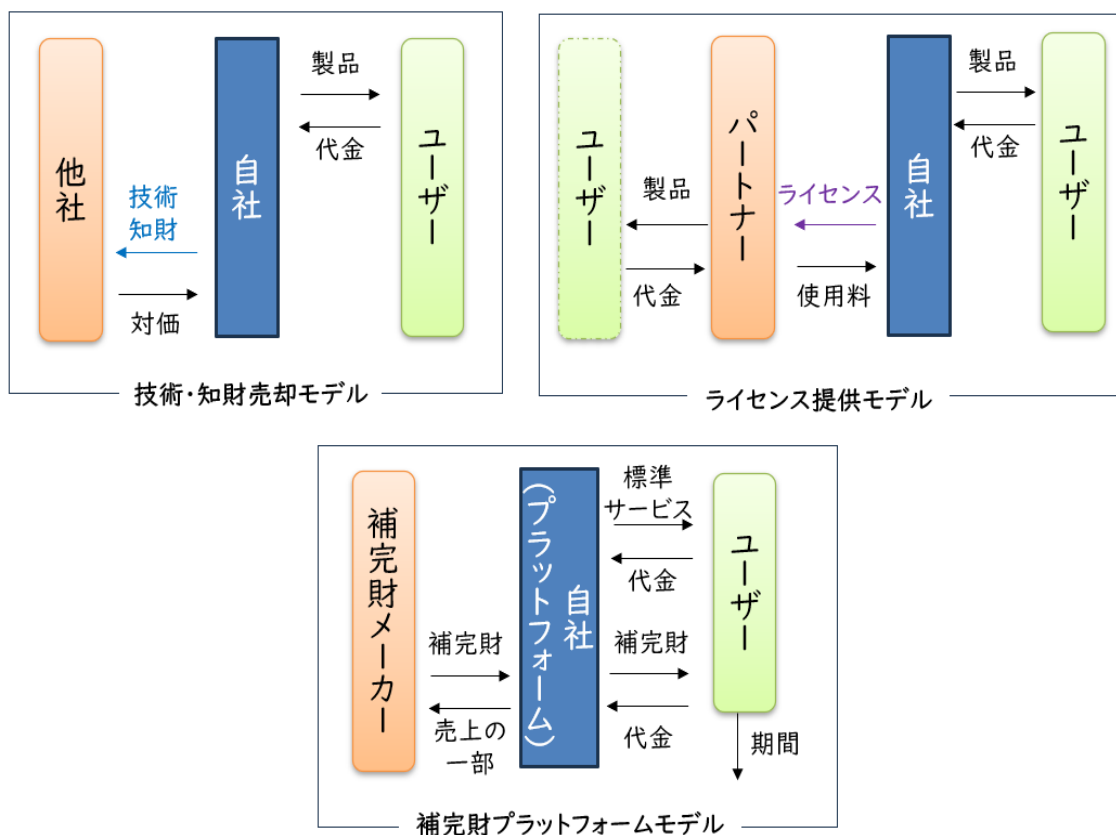 他社
自社
ユーザー
製品
代金
技術
知財
対価
技術・知財売却モデル
ユーザー
パートナー
自社
ユーザー
製品
代金
ライセンス
使用料
製品
代金
ライセンス提供モデル
補完財メーカー
自社
(プラットフォーム)
ユーザー
標準
サービス
代金
補完財
売上の
一部
補完財
代金
期間
補完財プラットフォームモデル